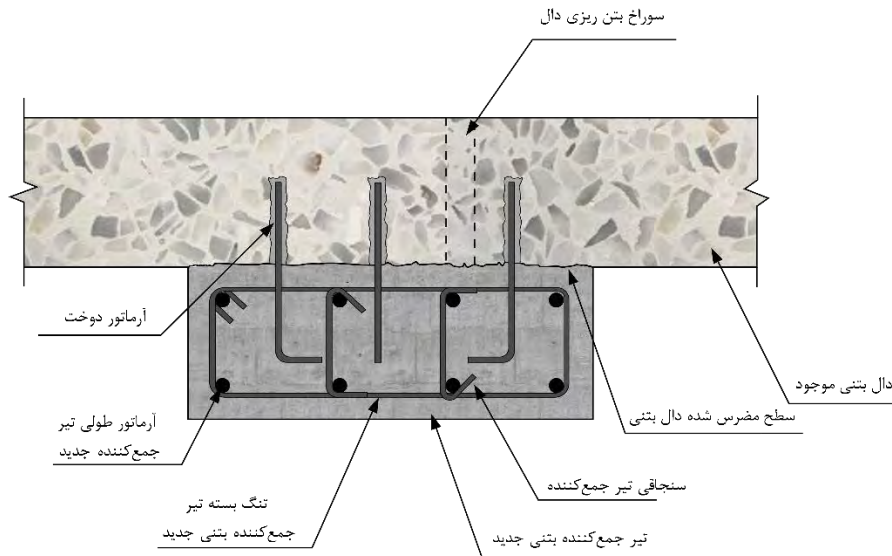 سوراخ بتن ریزی دال
آرماتور دوخت
دال بتنی موجود
سطح مضرس شده دال بتنی
آرماتور طولی تیر
جمع‌کننده جدید
سنجاقی تیر جمع‌کننده
تنگ بسته تیر
جمع‌کننده بتنی جدید
تیر جمع‌کننده بتنی جدید